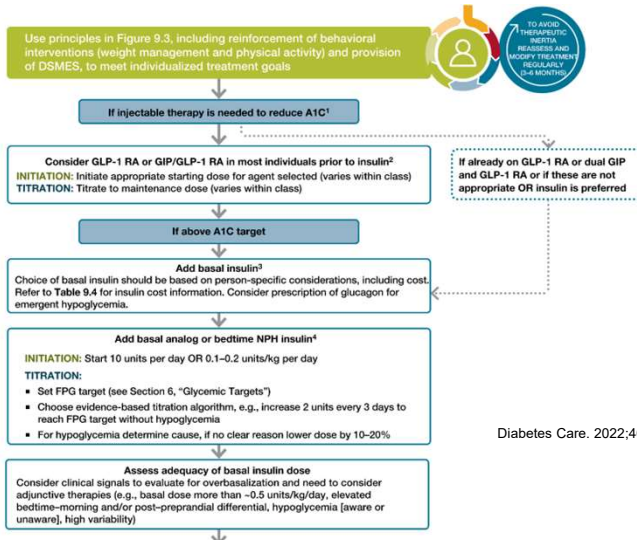 Use principles in Figure 9.3, including reinforcement of behavioral
interventions (weight management and physical activity) and provision
of DSMES, to meet individualized treatment goals
TO AVOID
THERAPEUTIC
INERTIA
REASSESS AND
MODIFY TREATMENT
REGULARLY
(3–6 MONTHS)
If injectable therapy is needed to reduce A1C¹
Consider GLP-1 RA or GIP/GLP-1 RA in most individuals prior to insulin²
INITIATION: Initiate appropriate starting dose for agent selected (varies within class)
TITRATION: Titrate to maintenance dose (varies within class)
If already on GLP-1 RA or dual GIP
and GLP-1 RA or if these are not
appropriate OR insulin is preferred
If above A1C target
Add basal insulin³
Choice of basal insulin should be based on person-specific considerations, including cost.
Refer to Table 9.4 for insulin cost information. Consider prescription of glucagon for
emergent hypoglycemia.
Add basal analog or bedtime NPH insulin⁴
INITIATION: Start 10 units per day OR 0.1–0.2 units/kg per day
TITRATION:
▪ Set FPG target (see Section 6, “Glycemic Targets”)
▪ Choose evidence-based titration algorithm, e.g., increase 2 units every 3 days to
reach FPG target without hypoglycemia
▪ For hypoglycemia determine cause, if no clear reason lower dose by 10–20%
Diabetes Care. 2022;4
Assess adequacy of basal insulin dose
Consider clinical signals to evaluate for overbasalization and need to consider
adjunctive therapies (e.g., basal dose more than ~0.5 units/kg/day, elevated
bedtime–morning and/or post–preprandial differential, hypoglycemia [aware or
unaware], high variability)